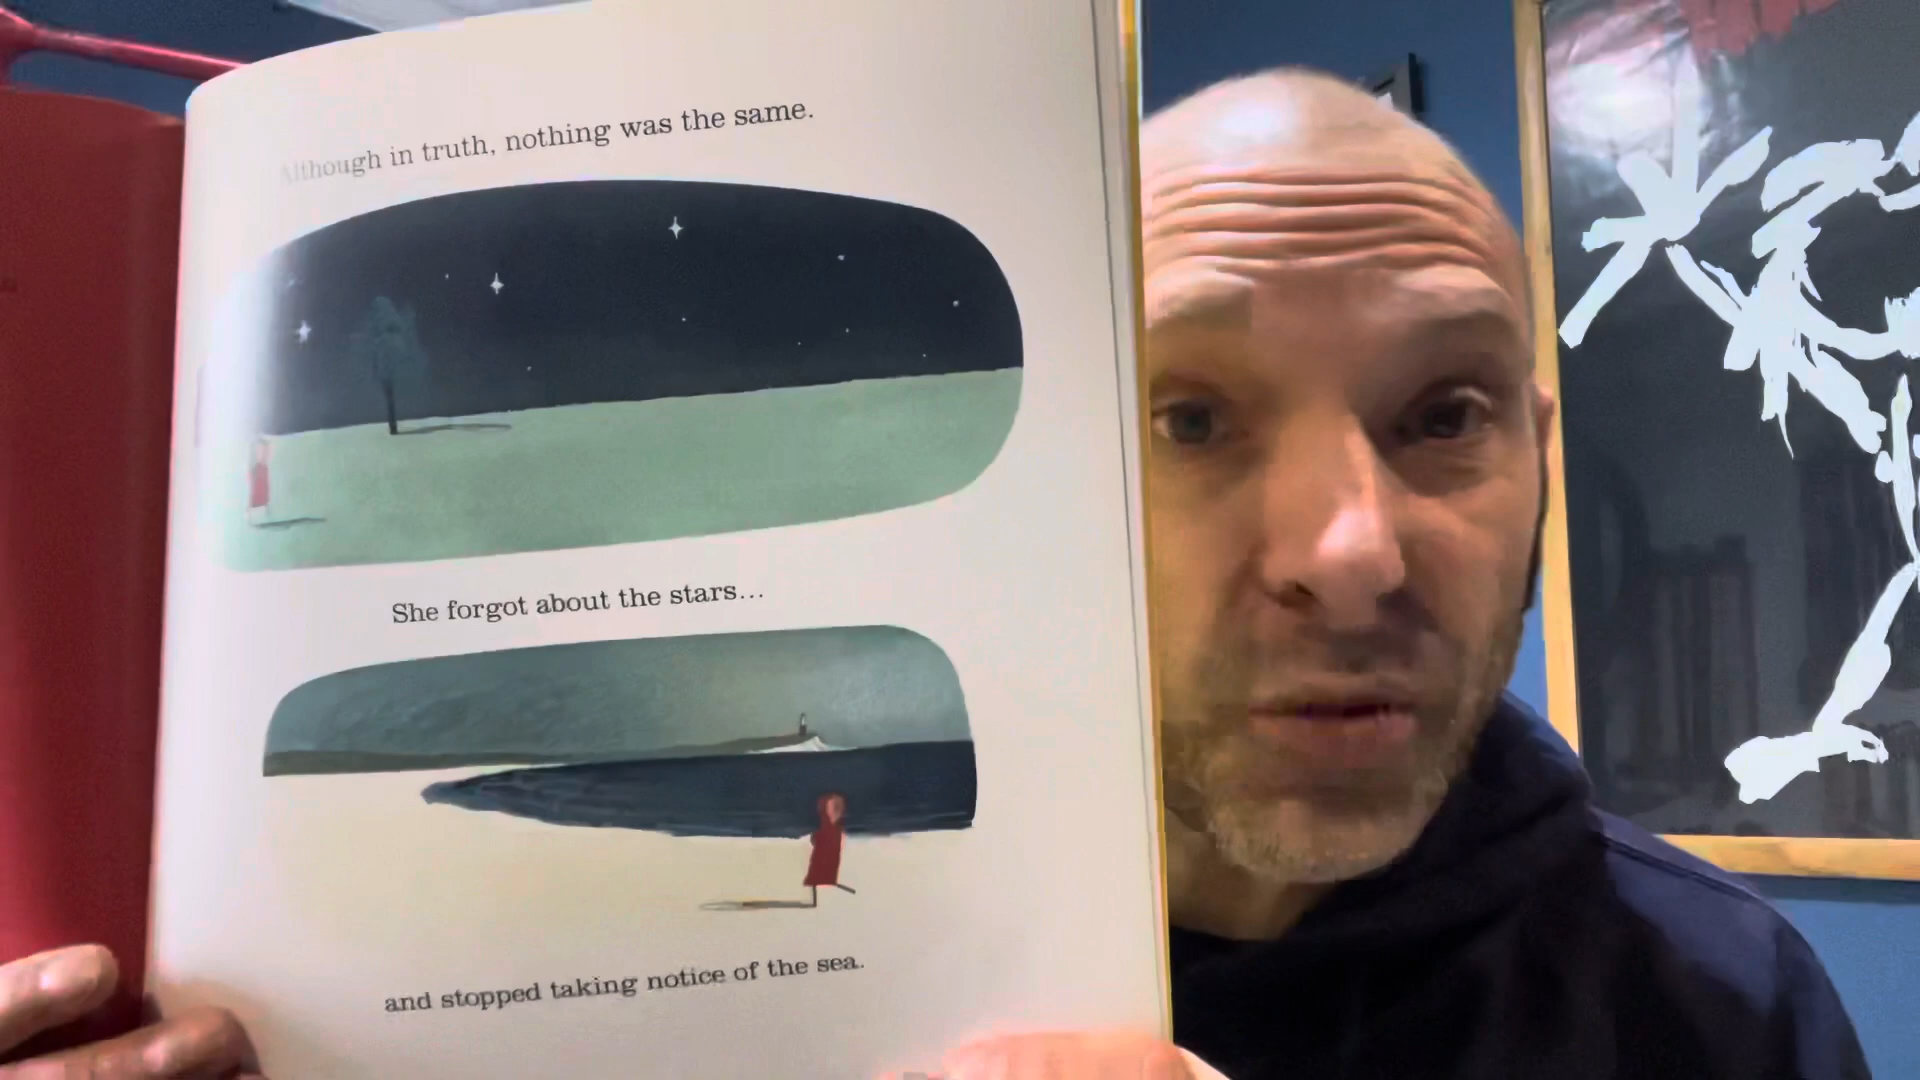 Although in truth, nothing was the same.
She forgot about the stars...
and stopped taking notice of the sea.